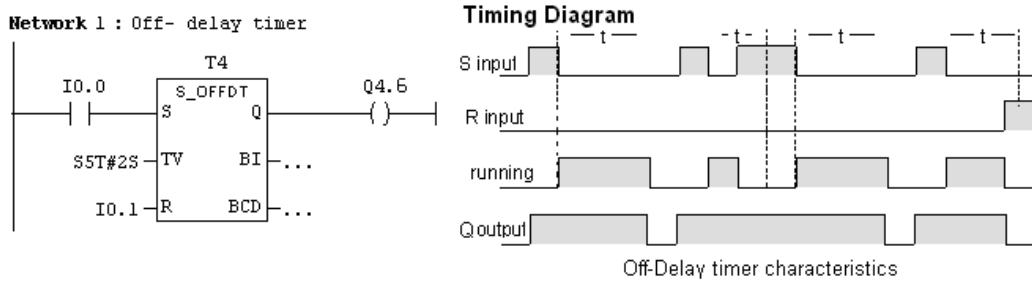 Network 1 : Off- delay timer
T4
I0.0
S_OFFDT
Q4.6
S
Q
S5T#2S
TV
BI
...
I0.1
R
BCD
...
Timing Diagram
t
t
t
t
S input
R input
running
Q output
Off-Delay timer characteristics